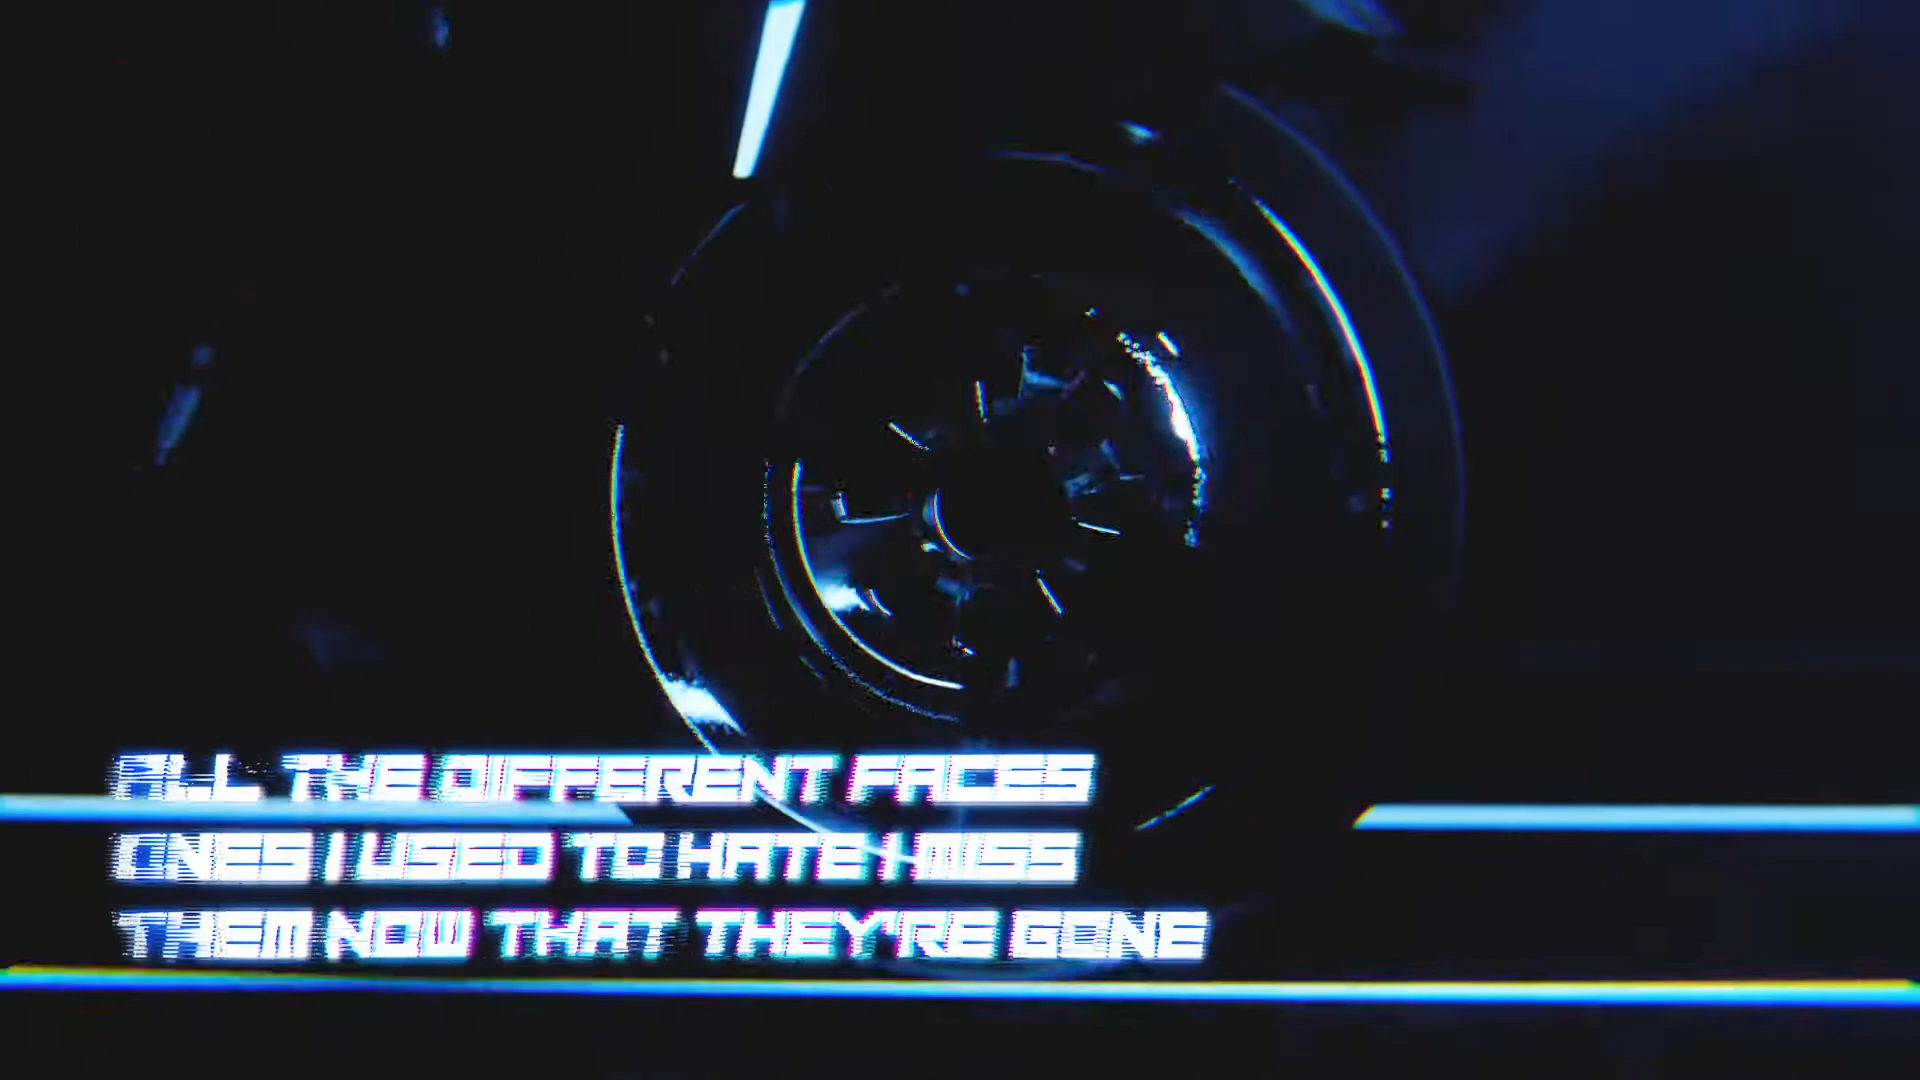 ALL THE DIFFERENT FACES
ONES I USED TO HATE I MISS
THEM NOW THAT THEY'RE GONE